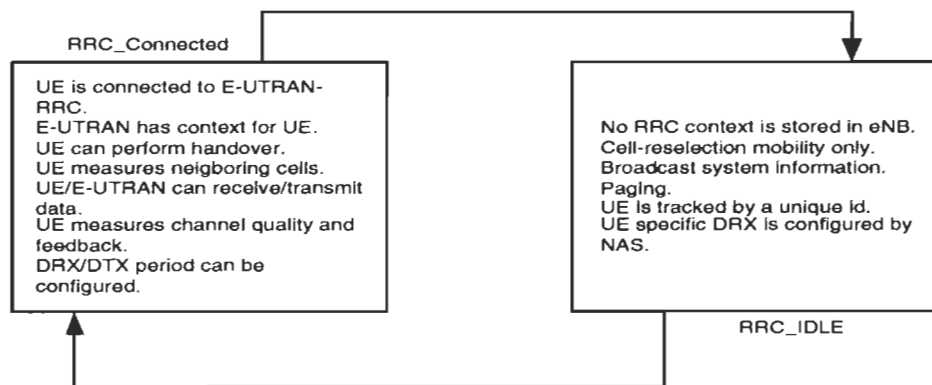 RRC_Connected
UE is connected to E-UTRAN-
RRC.
E-UTRAN has context for UE.
UE can perform handover.
UE measures neigboring cells.
UE/E-UTRAN can receive/transmit
data.
UE measures channel quality and
feedback.
DRX/DTX period can be
configured.
No RRC context is stored in eNB.
Cell-reselection mobility only.
Broadcast system information.
Paging.
UE is tracked by a unique id.
UE specific DRX is configured by
NAS.
RRC_IDLE